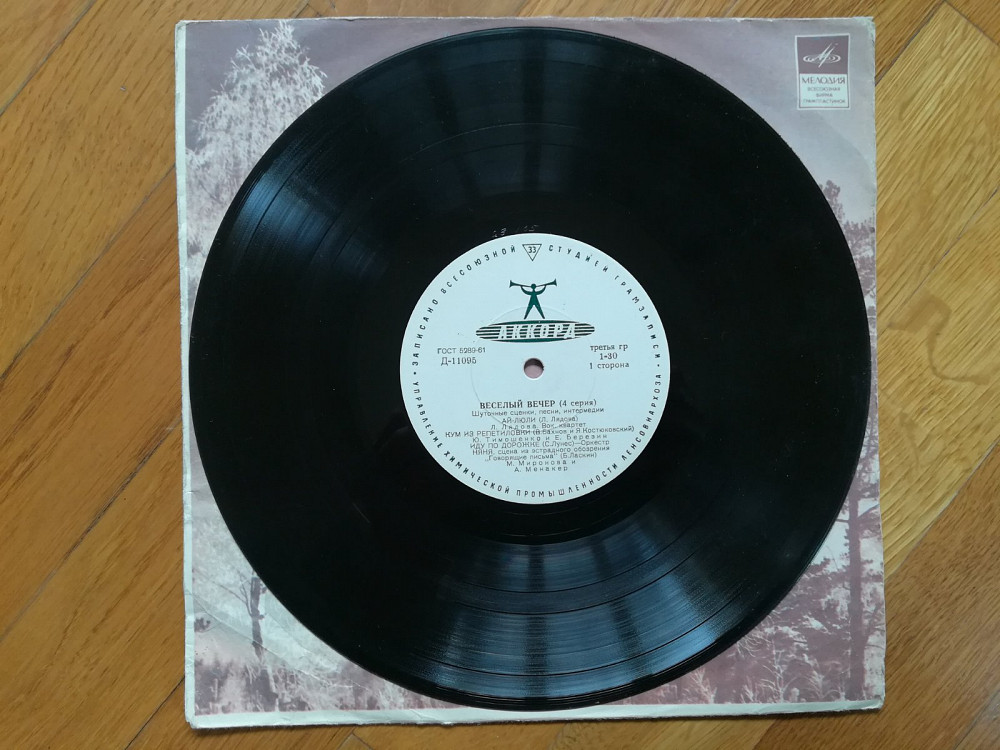 МЕЛОДИЯ
ВСЕСОЮЗНАЯ
ФИРМА
ГРАМПЛАСТИНОК
ЗАПИСАНО ВСЕСОЮЗНОЙ 33 СТУДИЕЙ ГРАМЗАПИСИ
АККОРД
ГОСТ 5289-61
Д-11095
третья гр
1-30
1 сторона
ВЕСЕЛЫЙ ВЕЧЕР (4 серия)
Шуточные сценки, песни, интермедии
АЙ-ЛЮЛИ (Л. Лядова)
Л. Лядова. Вок. квартет
КУМ ИЗ РЕПЕТИЛОВКИ (В.Бахнов и Я.Костюковский)
Ю. Тимошенко и Е. Березин
ИДУ ПО ДОРОЖКЕ (С.Лунес)—Оркестр
НЯНЯ, сцена из эстрадного обозрения
"Говорящие письма" (Б.Ласкин)
М. Миронова и
А. Менакер
УПРАВЛЕНИЕ ХИМИЧЕСКОЙ ПРОМЫШЛЕННОСТИ ЛЕНСОВНАРХОЗА